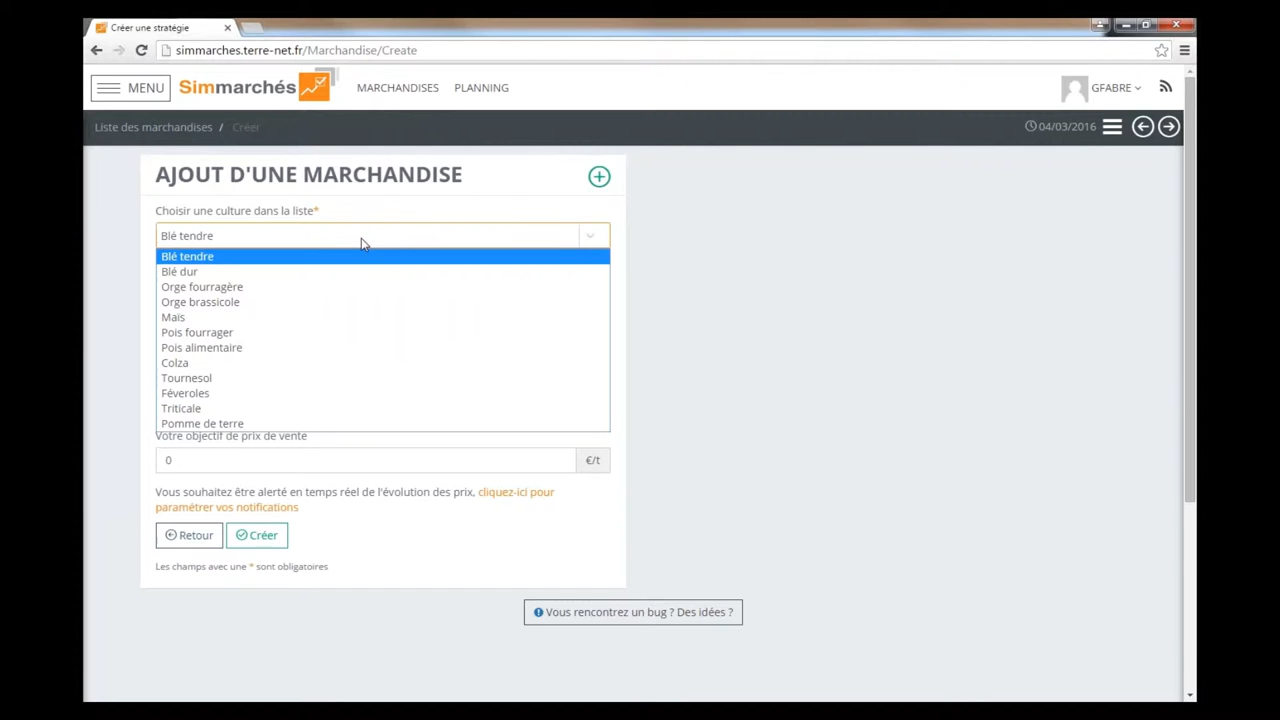 Créer une stratégie
simmarches.terre-net.fr/Marchandise/Create
MENU Simmarchés MARCHANDISES PLANNING GFABRE
Liste des marchandises / Créer 04/03/2016
AJOUT D'UNE MARCHANDISE
Choisir une culture dans la liste*
Blé tendre
Blé tendre
Blé dur
Orge fourragère
Orge brassicole
Maïs
Pois fourrager
Pois alimentaire
Colza
Tournesol
Féveroles
Triticale
Pomme de terre
Votre objectif de prix de vente
0 €/t
Vous souhaitez être alerté en temps réel de l'évolution des prix, cliquez-ici pour
paramétrer vos notifications
Retour Créer
Les champs avec une * sont obligatoires
Vous rencontrez un bug ? Des idées ?